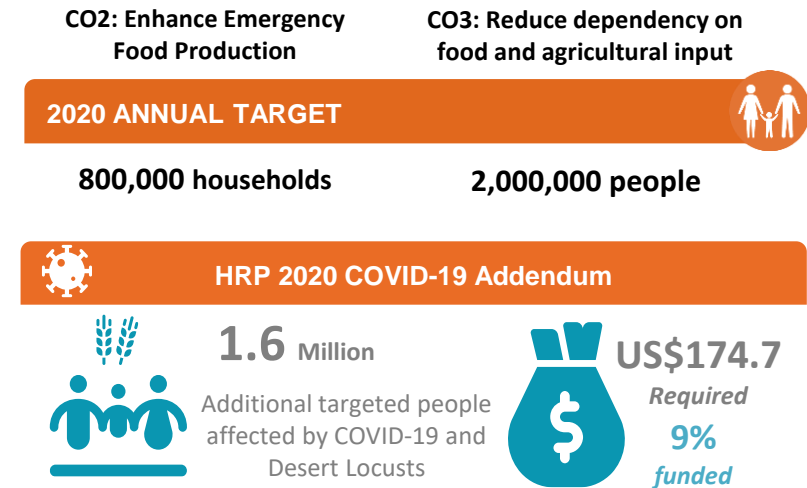 CO2: Enhance Emergency
Food Production
CO3: Reduce dependency on
food and agricultural input
2020 ANNUAL TARGET
800,000 households
2,000,000 people
HRP 2020 COVID-19 Addendum
1.6 Million
Additional targeted people
affected by COVID-19 and
Desert Locusts
$
US$174.7
Required
9%
funded